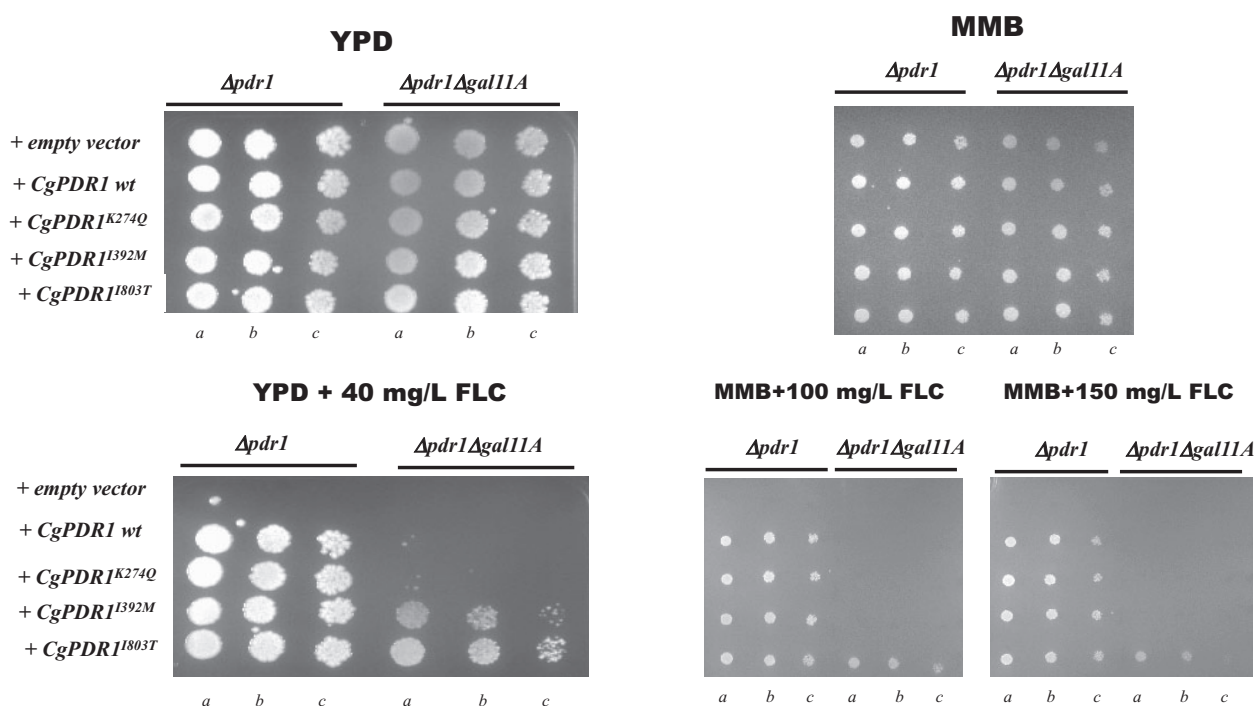 YPD
Δpdr1 Δpdr1Δgal11A
+ empty vector
+ CgPDR1 wt
+ CgPDR1K274Q
+ CgPDR1I392M
+ CgPDR1I803T
a b c a b c
MMB
Δpdr1 Δpdr1Δgal11A
a b c a b c
YPD + 40 mg/L FLC
Δpdr1 Δpdr1Δgal11A
+ empty vector
+ CgPDR1 wt
+ CgPDR1K274Q
+ CgPDR1I392M
+ CgPDR1I803T
a b c a b c
MMB+100 mg/L FLC
Δpdr1 Δpdr1Δgal11A
a b c a b c
MMB+150 mg/L FLC
Δpdr1 Δpdr1Δgal11A
a b c a b c